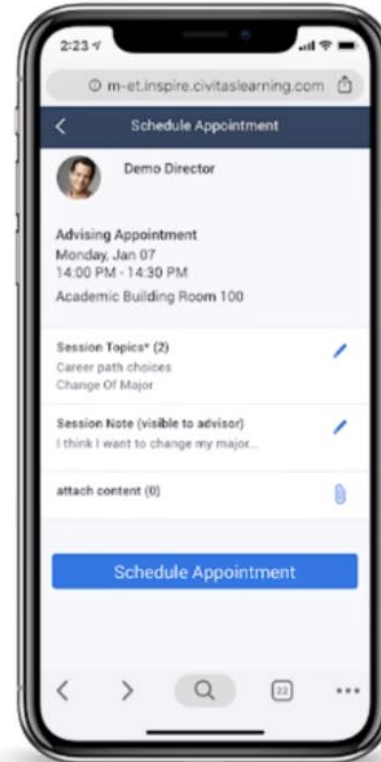 2:23
m-et.inspire.civitaslearning.com
Schedule Appointment
Demo Director
Advising Appointment
Monday, Jan 07
14:00 PM - 14:30 PM
Academic Building Room 100
Session Topics* (2)
Career path choices
Change Of Major
Session Note (visible to advisor)
I think I want to change my major...
attach content (0)
Schedule Appointment
22